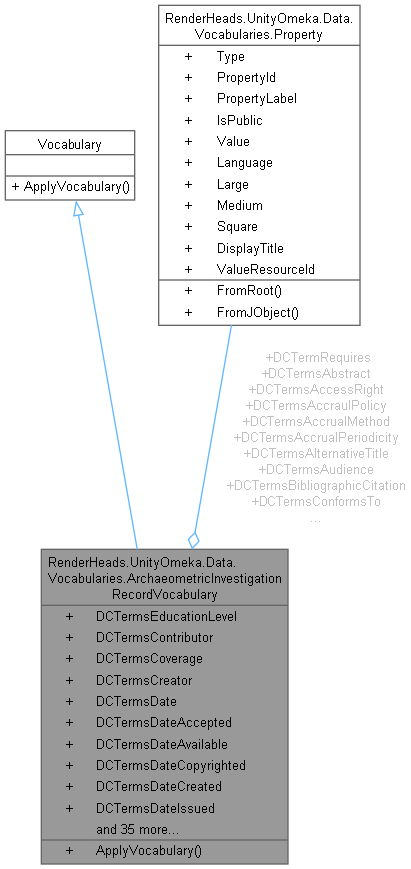 RenderHeads.UnityOmeka.Data.
Vocabularies.Property
+ Type
+ PropertyId
+ PropertyLabel
+ IsPublic
+ Value
+ Language
+ Large
+ Medium
+ Square
+ DisplayTitle
+ ValueResourceId
+ FromRoot()
+ FromJObject()
Vocabulary
+ ApplyVocabulary()
+DCTermRequires
+DCTermsAbstract
+DCTermsAccessRight
+DCTermsAccraulPolicy
+DCTermsAccrualMethod
+DCTermsAccrualPeriodicity
+DCTermsAlternativeTitle
+DCTermsAudience
+DCTermsBibliographicCitation
+DCTermsConformsTo
...
RenderHeads.UnityOmeka.Data.
Vocabularies.ArchaeometricInvestigation
RecordVocabulary
+ DCTermsEducationLevel
+ DCTermsContributor
+ DCTermsCoverage
+ DCTermsCreator
+ DCTermsDate
+ DCTermsDateAccepted
+ DCTermsDateAvailable
+ DCTermsDateCopyrighted
+ DCTermsDateCreated
+ DCTermsDateIssued
and 35 more...
+ ApplyVocabulary()